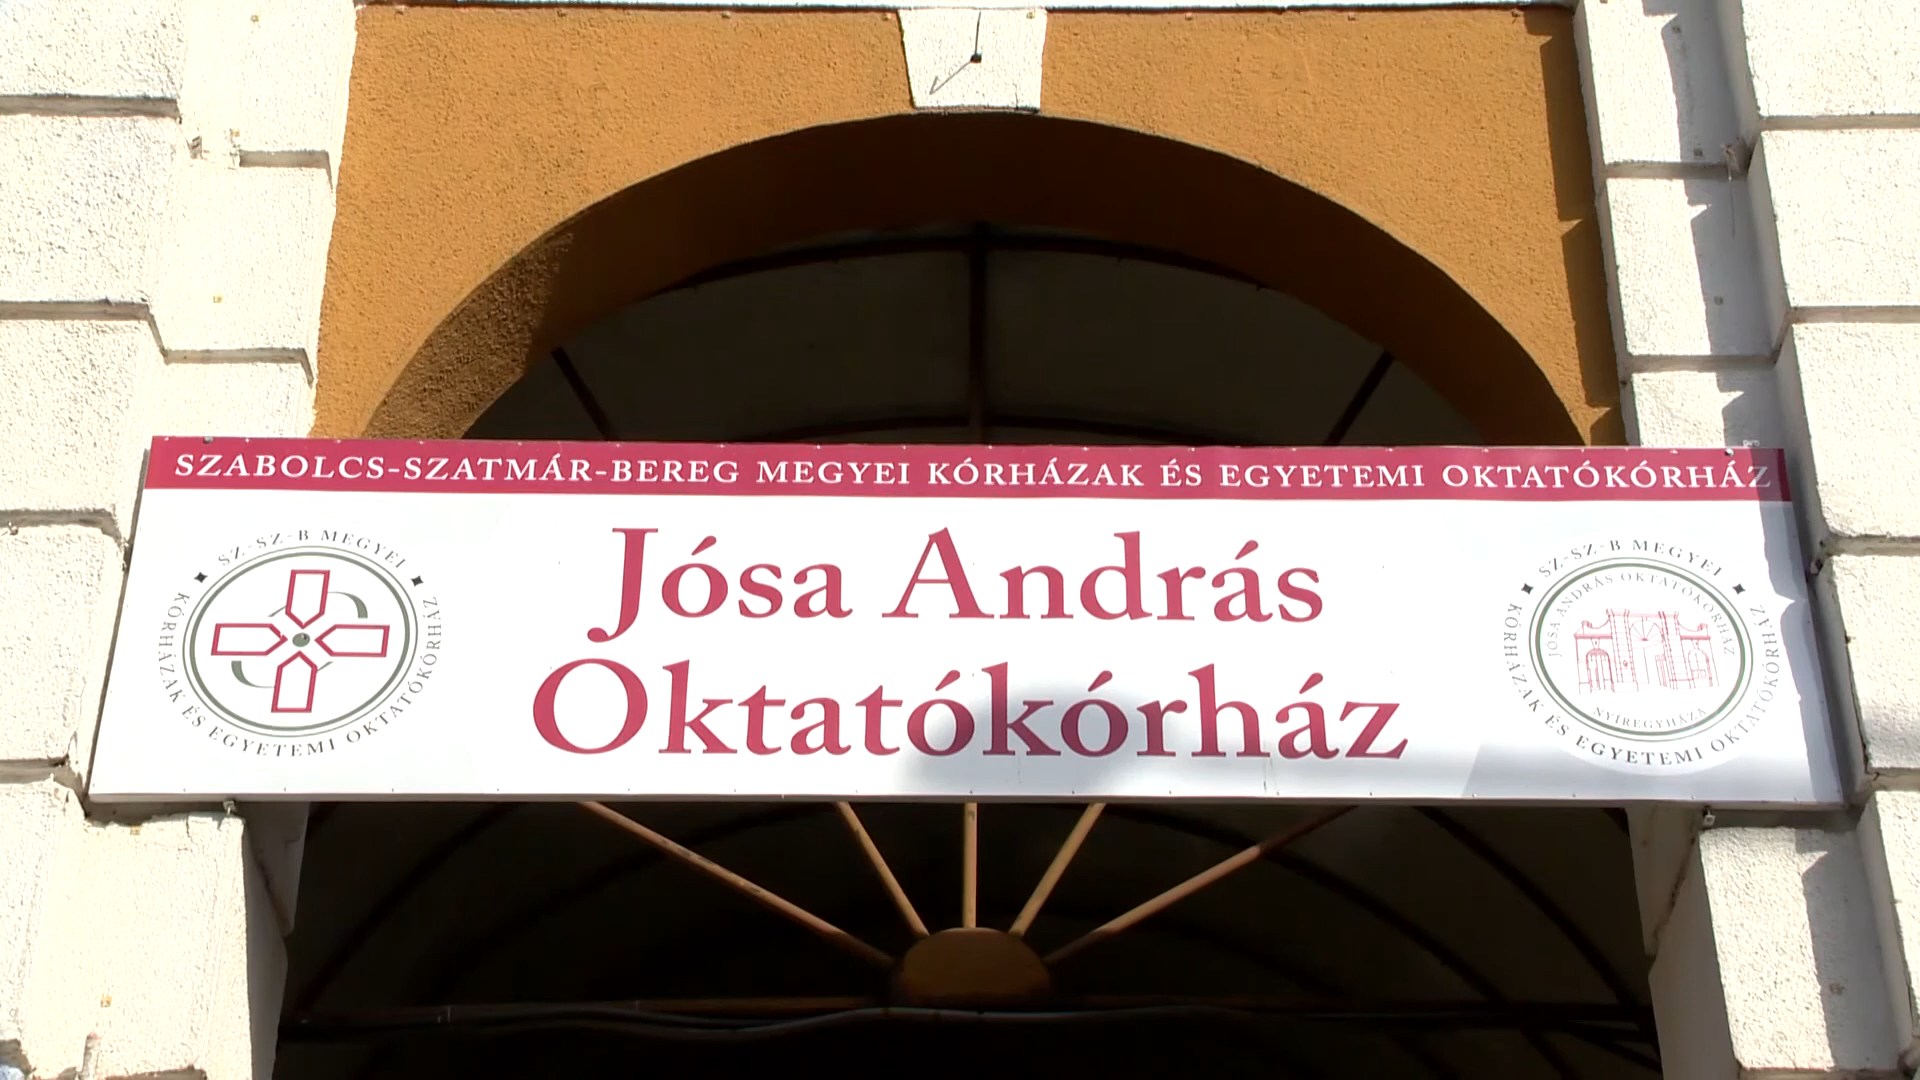 SZABOLCS-SZATMÁR-BEREG MEGYEI KÓRHÁZAK ÉS EGYETEMI OKTATÓKÓRHÁZ
SZ-SZ-B MEGYEI
KÓRHÁZAK ÉS EGYETEMI OKTATÓKÓRHÁZ
Jósa András
Oktatókórház
SZ-SZ-B MEGYEI
KÓRHÁZAK ÉS EGYETEMI OKTATÓKÓRHÁZ
JÓSA ANDRÁS OKTATÓKÓRHÁZ
NYÍREGYHÁZA